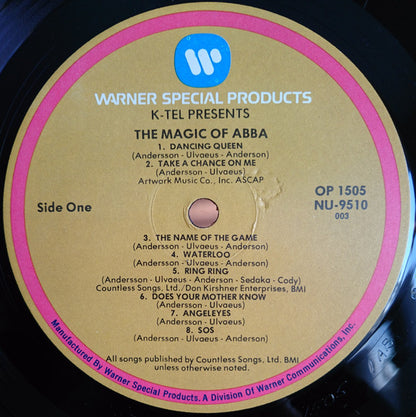 WARNER SPECIAL PRODUCTS
K-TEL PRESENTS
THE MAGIC OF ABBA
1. DANCING QUEEN
(Andersson - Ulvaeus - Anderson)
2. TAKE A CHANCE ON ME
(Andersson - Ulvaeus)
Artwork Music Co., Inc. ASCAP
Side One
OP 1505
NU-9510
003
3. THE NAME OF THE GAME
(Andersson - Ulvaeus - Anderson)
4. WATERLOO
(Andersson - Ulvaeus - Anderson)
5. RING RING
(Andersson - Ulvaeus - Anderson - Sedaka - Cody)
Countless Songs, Ltd./Don Kirshner Enterprises, BMI
6. DOES YOUR MOTHER KNOW
(Andersson - Ulvaeus)
7. ANGELEYES
(Andersson - Ulvaeus)
8. SOS
(Andersson - Ulvaeus - Anderson)
All songs published by Countless Songs, Ltd. BMI
unless otherwise noted.
Manufactured By Warner Special Products. A Division Of Warner Communications, Inc.